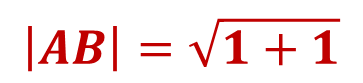 |AB| = √1 + 1